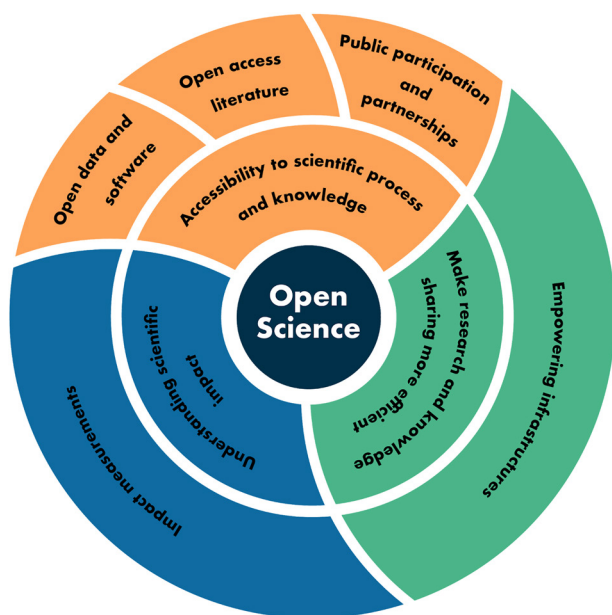 Public participation
and
partnerships
Open access
literature
Open data and
software
Accessibility to scientific process
and knowledge
Open
Science
Make research and knowledge
sharing more efficient
Empowering infrastructures
Understanding scientific
impact
Impact measurements